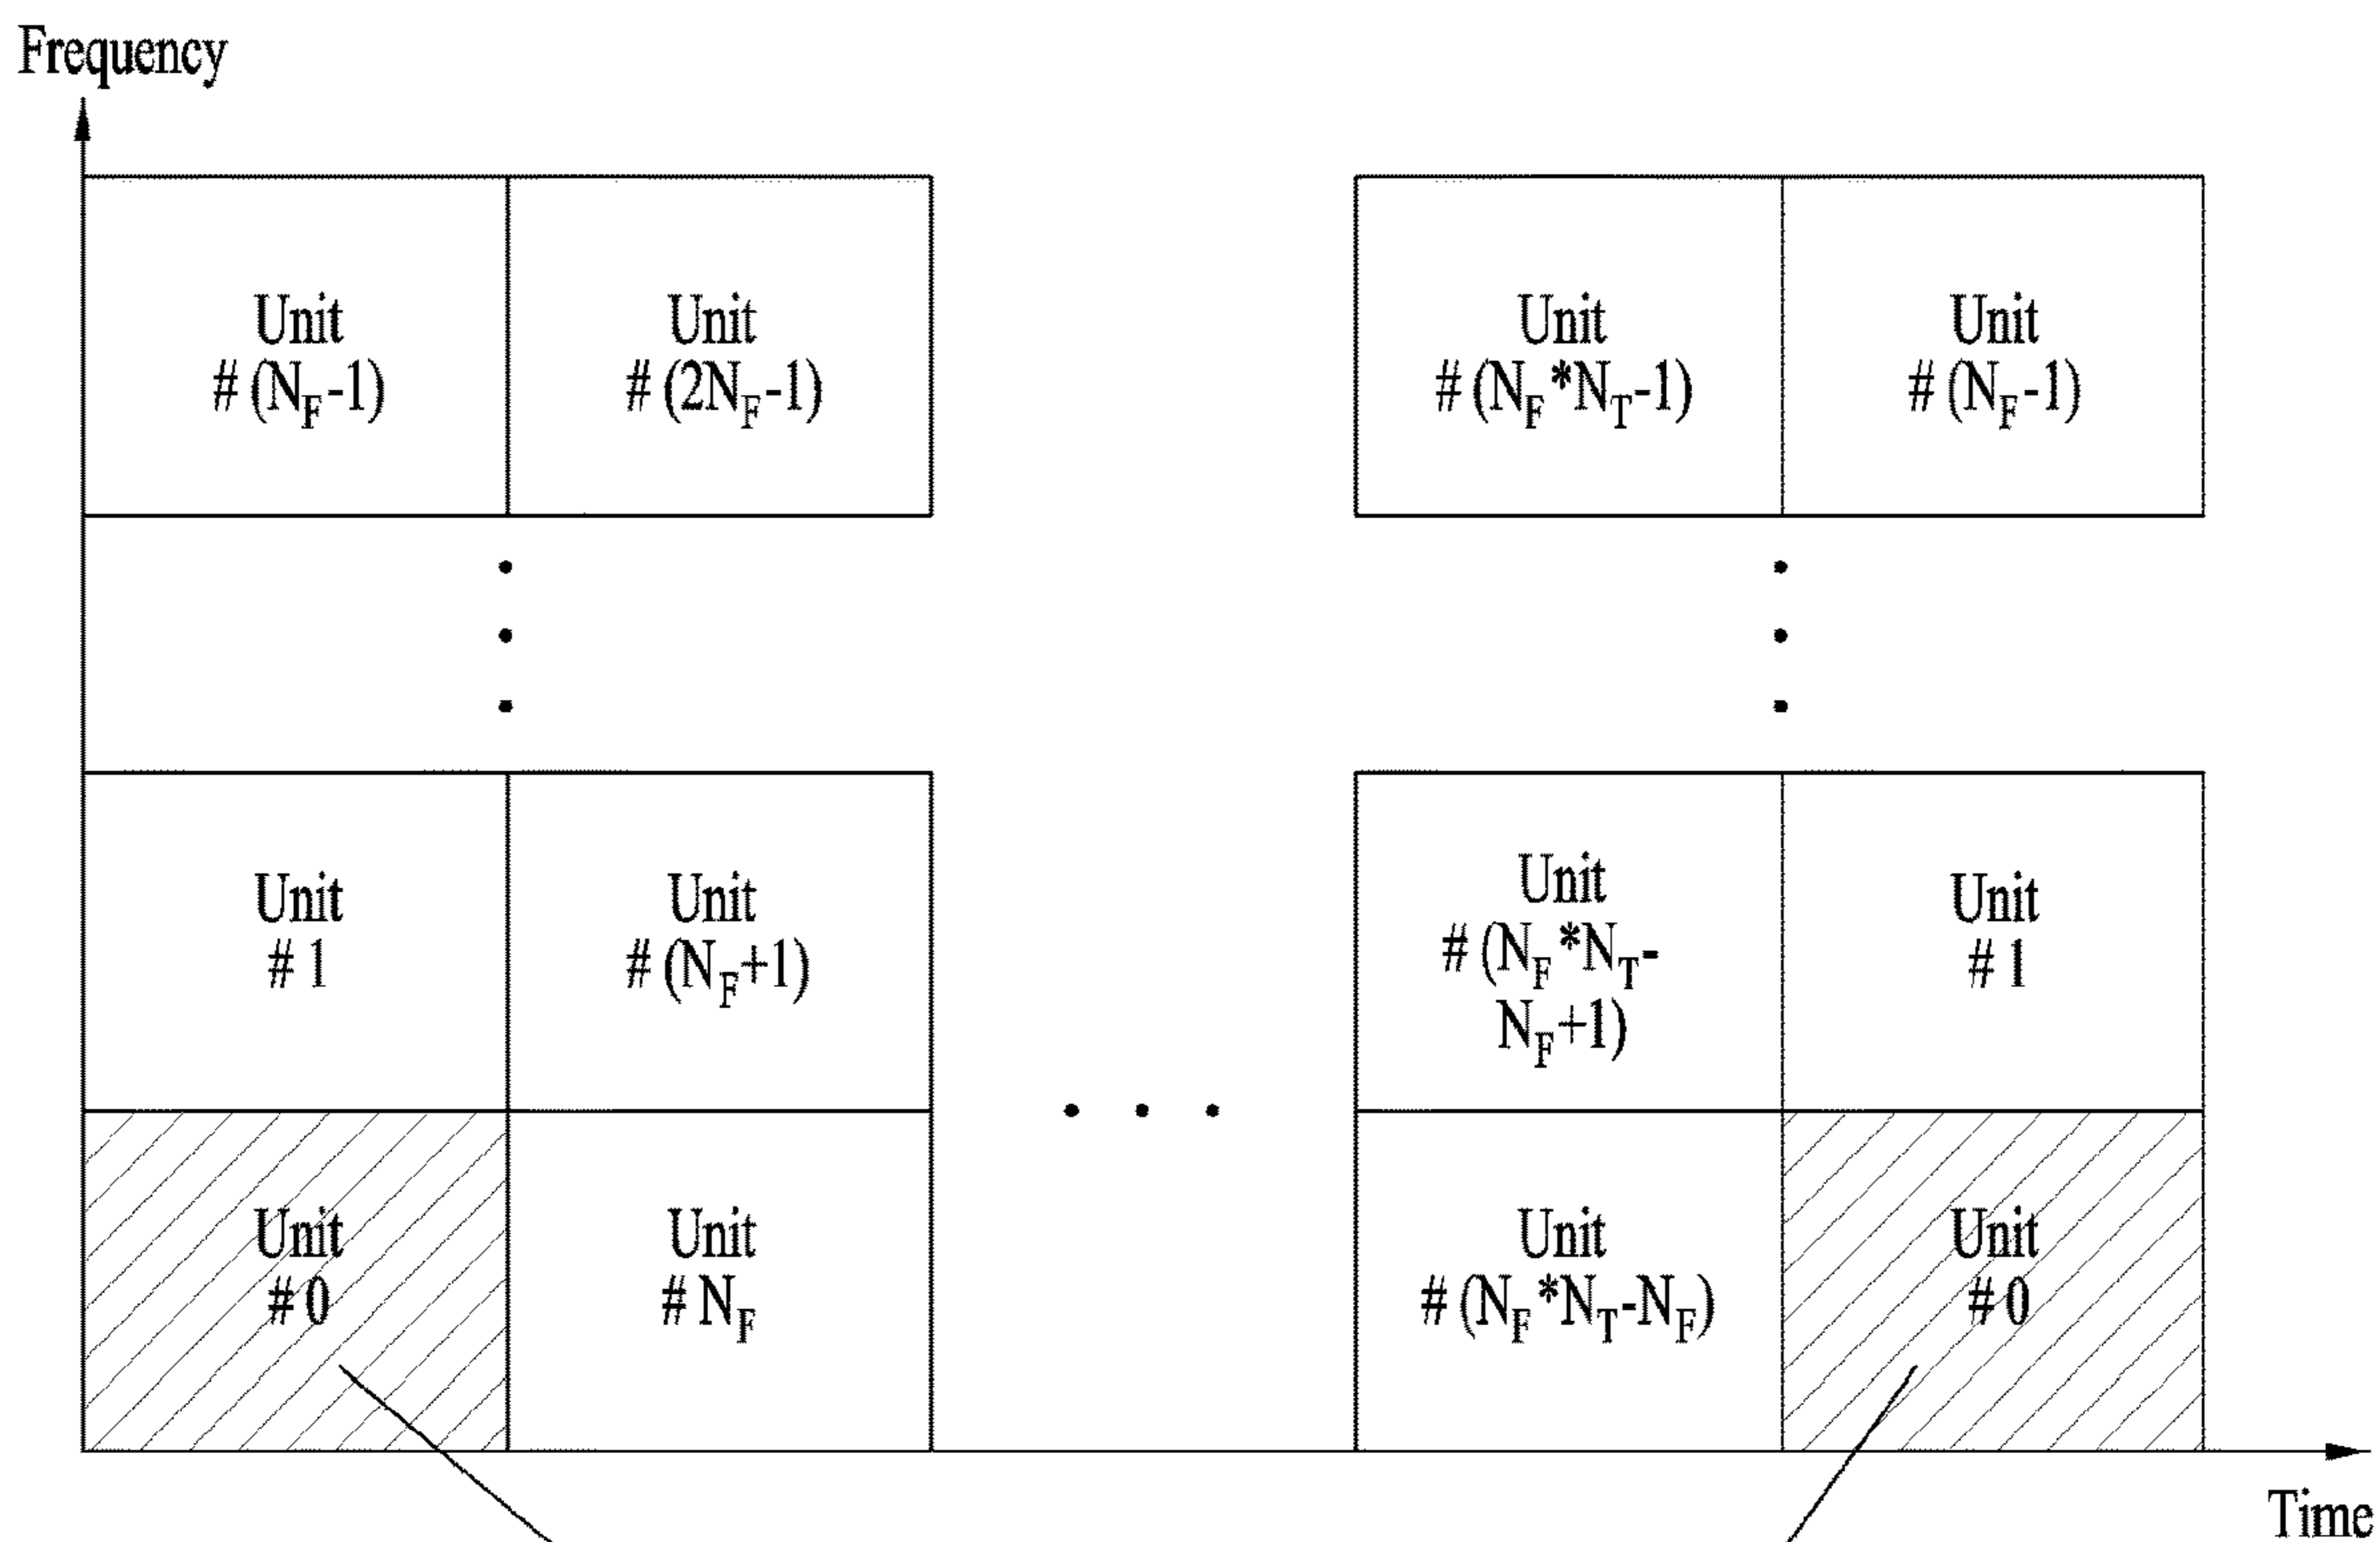 Frequency
Unit
# (N_F-1)
Unit
# (2N_F-1)
Unit
# (N_F*N_T-1)
Unit
# (N_F-1)
Unit
# 1
Unit
# (N_F+1)
Unit
# (N_F*N_T-
N_F+1)
Unit
# 1
Unit
# 0
Unit
# N_F
Unit
# (N_F*N_T-N_F)
Unit
# 0
Time